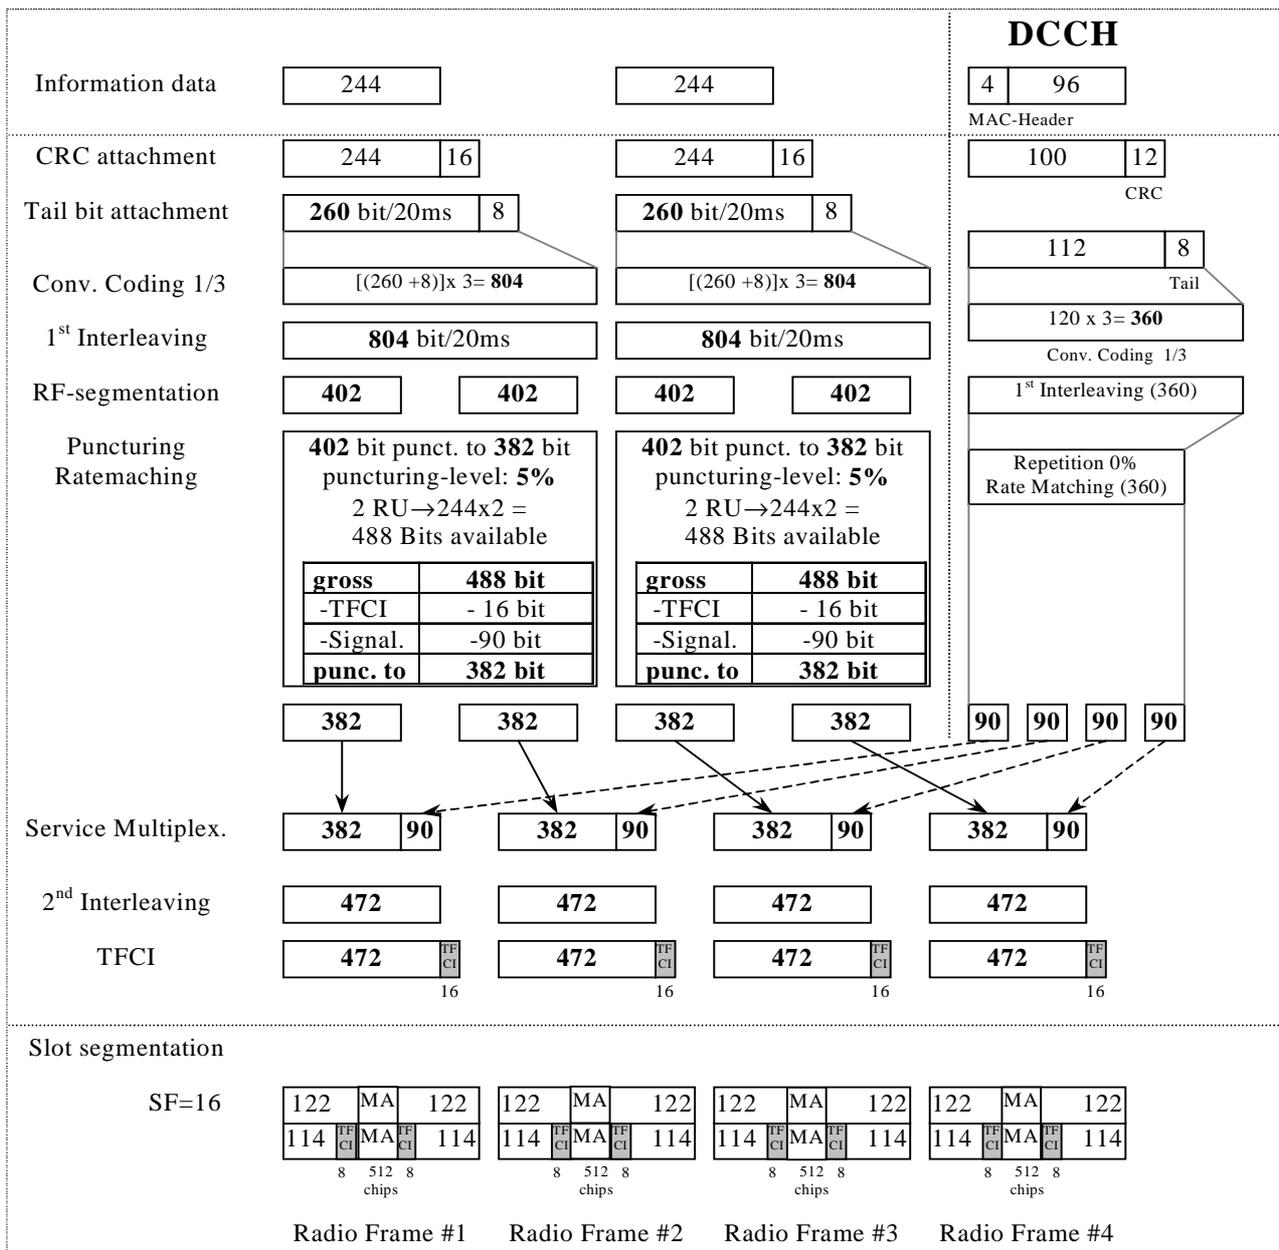 DCCH
Information data 244 244 4 96
MAC-Header
CRC attachment 244 16 244 16 100 12
CRC
Tail bit attachment 260 bit/20ms 8 260 bit/20ms 8
112 8
Tail
Conv. Coding 1/3 [(260 +8)]x 3= 804 [(260 +8)]x 3= 804
120 x 3= 360
Conv. Coding 1/3
1st Interleaving 804 bit/20ms 804 bit/20ms
RF-segmentation 402 402 402 402 1st Interleaving (360)
Puncturing
Ratemaching
402 bit punct. to 382 bit
puncturing-level: 5%
2 RU→244x2 =
488 Bits available
gross 488 bit
-TFCI - 16 bit
-Signal. -90 bit
punc. to 382 bit
402 bit punct. to 382 bit
puncturing-level: 5%
2 RU→244x2 =
488 Bits available
gross 488 bit
-TFCI - 16 bit
-Signal. -90 bit
punc. to 382 bit
Repetition 0%
Rate Matching (360)
382 382 382 382 90 90 90 90
Service Multiplex. 382 90 382 90 382 90 382 90
2nd Interleaving 472 472 472 472
TFCI 472 TF CI 472 TF CI 472 TF CI 472 TF CI
16 16 16 16
Slot segmentation
SF=16 122 MA 122 122 MA 122 122 MA 122 122 MA 122
114 TF CI MA TF CI 114 114 TF CI MA TF CI 114 114 TF CI MA TF CI 114 114 TF CI MA TF CI 114
8 512 8 8 512 8 8 512 8 8 512 8
chips chips chips chips
Radio Frame #1 Radio Frame #2 Radio Frame #3 Radio Frame #4